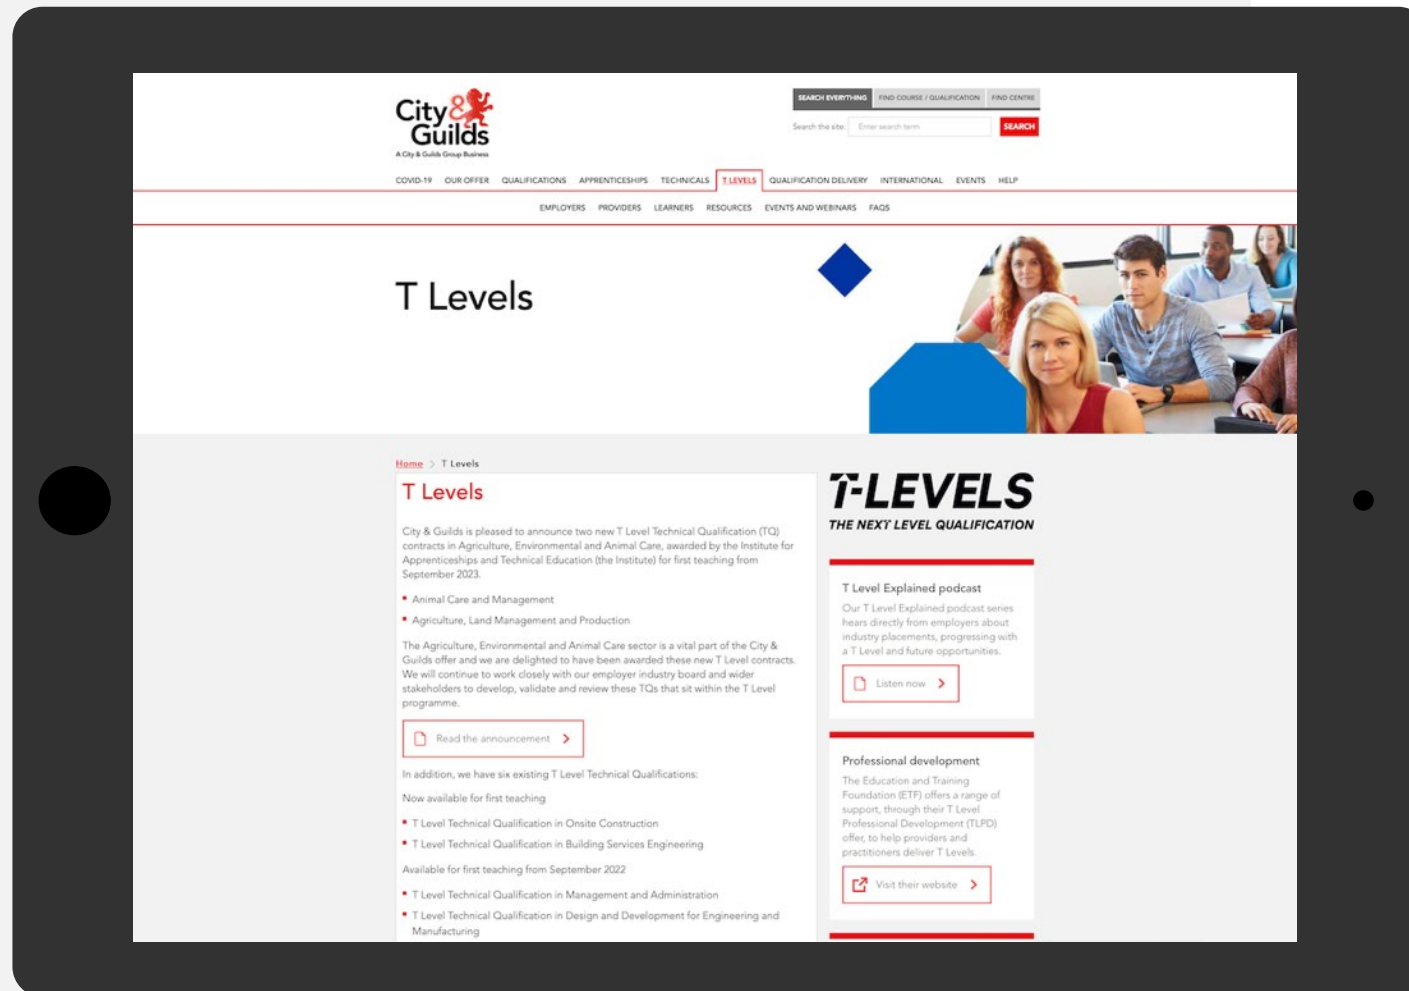 City &
Guilds
A City & Guilds Group Business
SEARCH EVERYTHING FIND COURSE / QUALIFICATION FIND CENTRE
Search the site: Enter search term SEARCH
COVID-19 OUR OFFER QUALIFICATIONS APPRENTICESHIPS TECHNICALS T LEVELS QUALIFICATION DELIVERY INTERNATIONAL EVENTS HELP
EMPLOYERS PROVIDERS LEARNERS RESOURCES EVENTS AND WEBINARS FAQS
T Levels
Home > T Levels
T Levels
City & Guilds is pleased to announce two new T Level Technical Qualification (TQ)
contracts in Agriculture, Environmental and Animal Care, awarded by the Institute for
Apprenticeships and Technical Education (the Institute) for first teaching from
September 2023.
Animal Care and Management
Agriculture, Land Management and Production
The Agriculture, Environmental and Animal Care sector is a vital part of the City &
Guilds offer and we are delighted to have been awarded these new T Level contracts.
We will continue to work closely with our employer industry board and wider
stakeholders to develop, validate and review these TQs that sit within the T Level
programme.
Read the announcement
In addition, we have six existing T Level Technical Qualifications:
Now available for first teaching
T Level Technical Qualification in Onsite Construction
T Level Technical Qualification in Building Services Engineering
Available for first teaching from September 2022
T Level Technical Qualification in Management and Administration
T Level Technical Qualification in Design and Development for Engineering and
Manufacturing
T-LEVELS
THE NEXT LEVEL QUALIFICATION
T Level Explained podcast
Our T Level Explained podcast series
hears directly from employers about
industry placements, progressing with
a T Level and future opportunities.
Listen now
Professional development
The Education and Training
Foundation (ETF) offers a range of
support, through their T Level
Professional Development (TLPD)
offer, to help providers and
practitioners deliver T Levels.
Visit their website